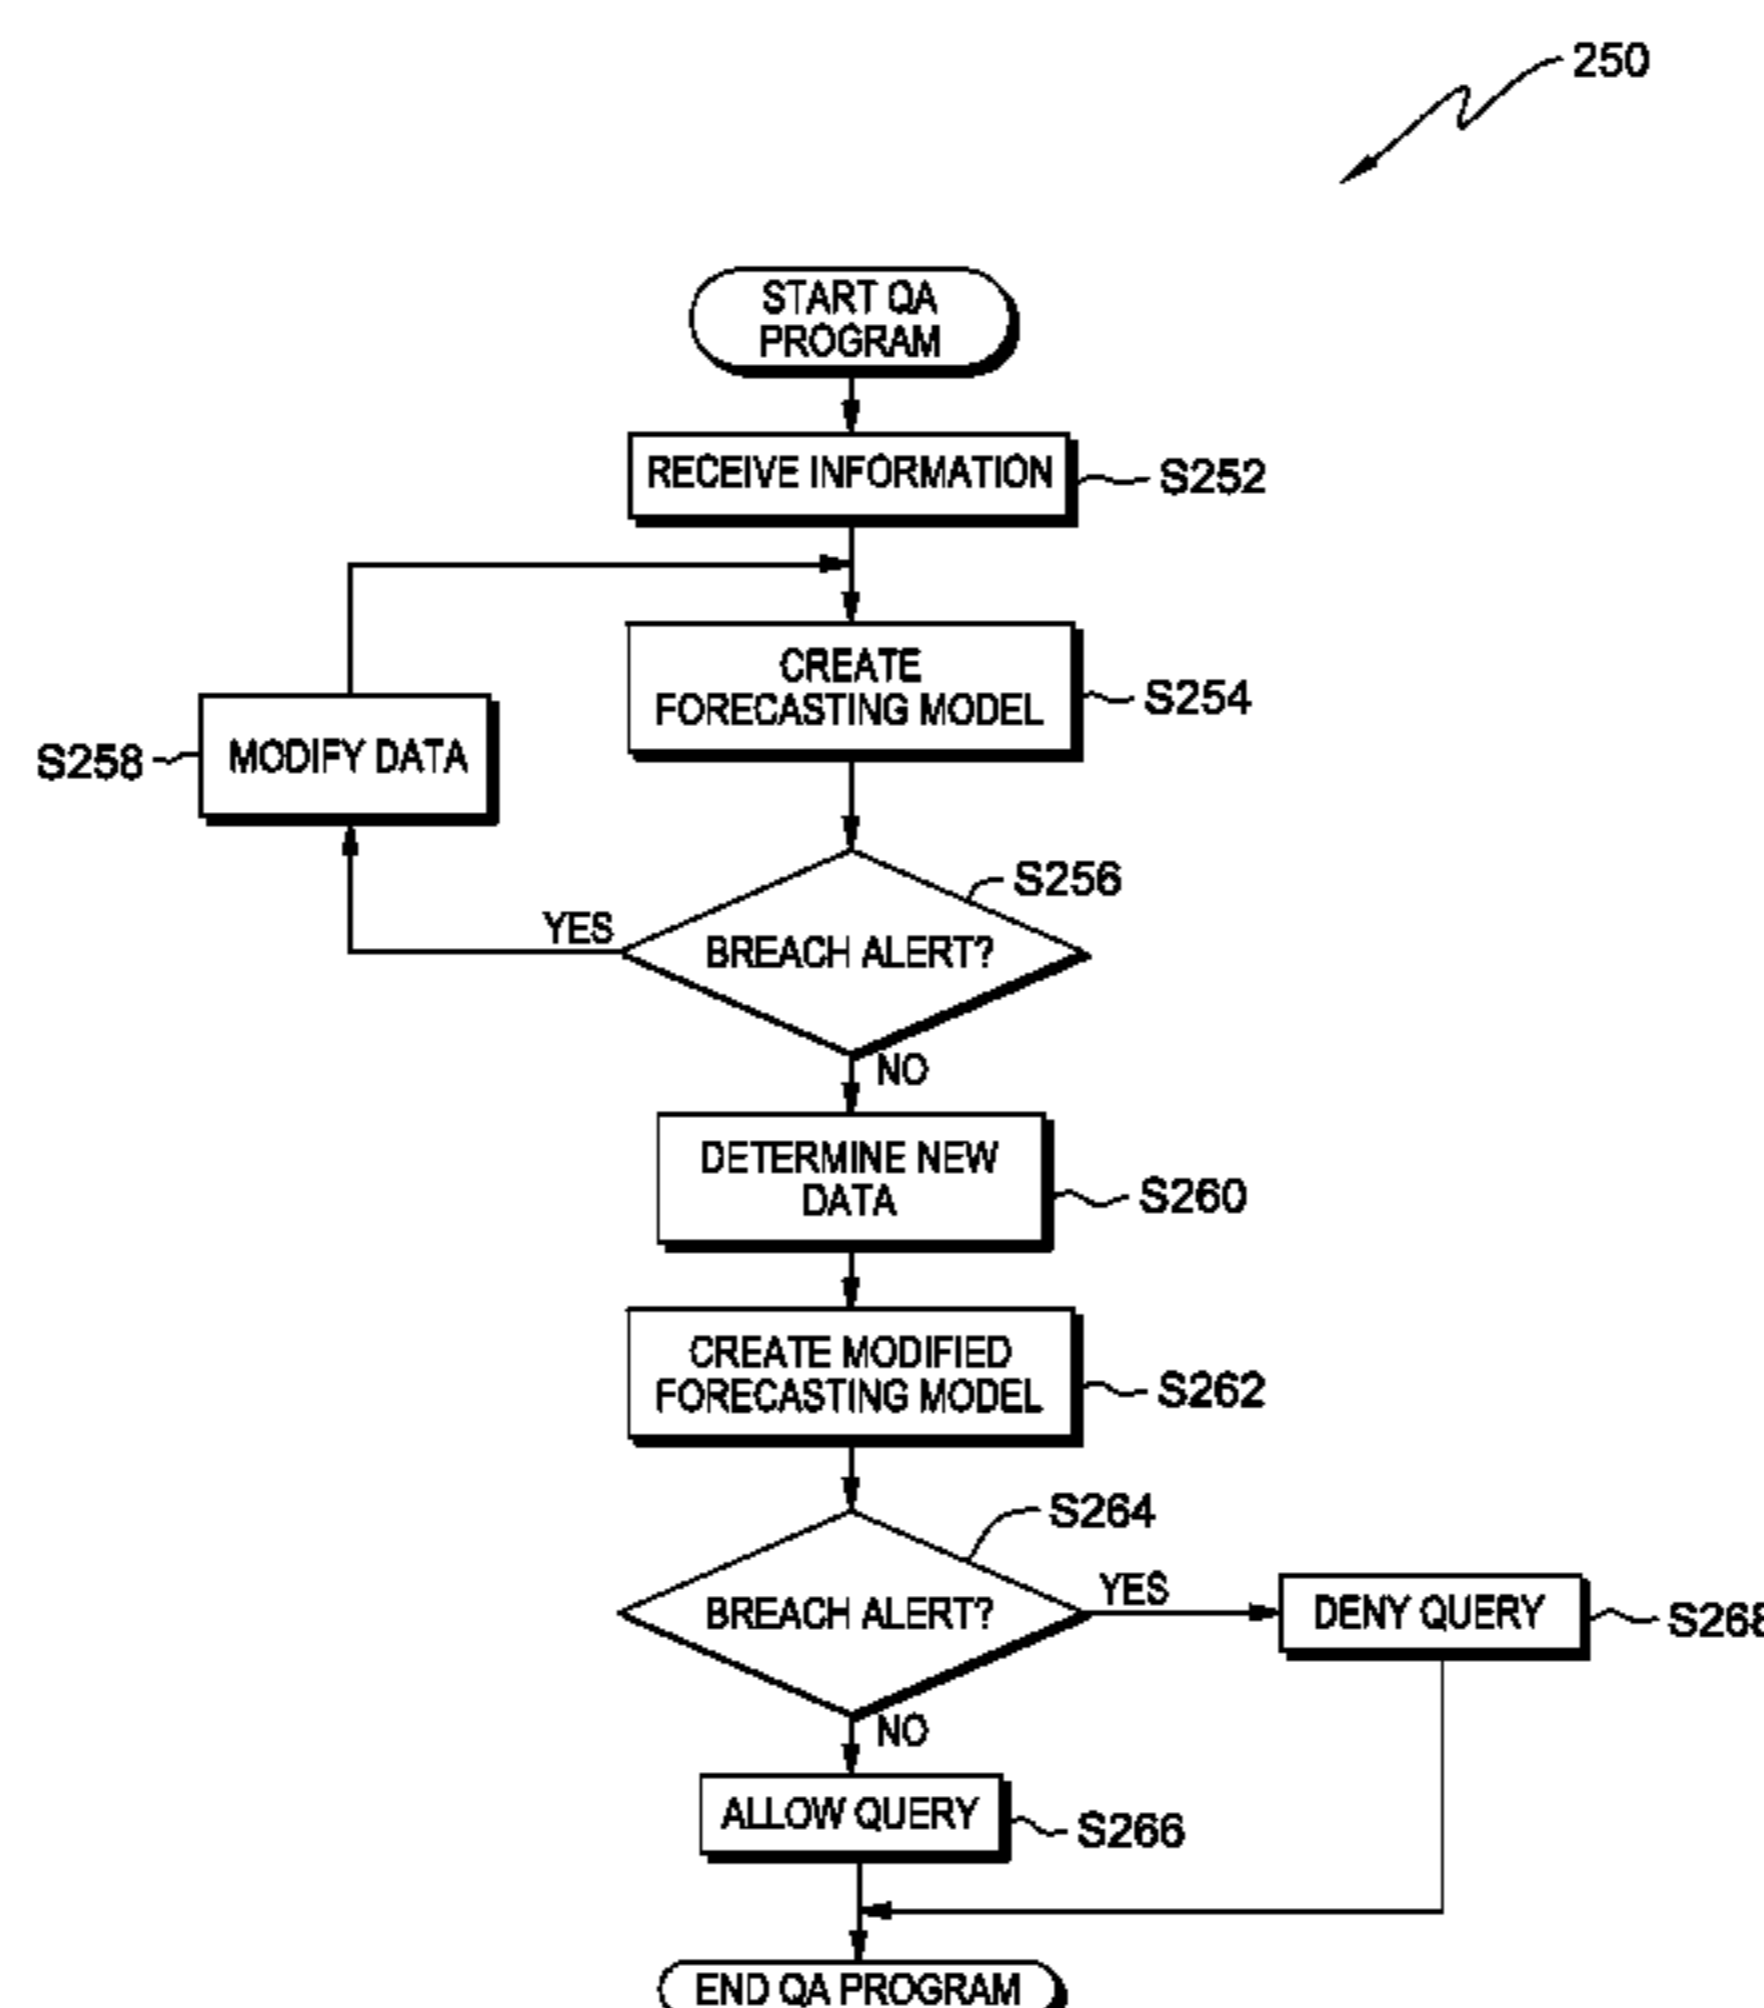 250
START QA
PROGRAM
RECEIVE INFORMATION
S252
CREATE
FORECASTING MODEL
S254
S258
MODIFY DATA
S256
YES
BREACH ALERT?
NO
DETERMINE NEW
DATA
S260
CREATE MODIFIED
FORECASTING MODEL
S262
S264
BREACH ALERT?
YES
DENY QUERY
S268
NO
ALLOW QUERY
S266
END QA PROGRAM